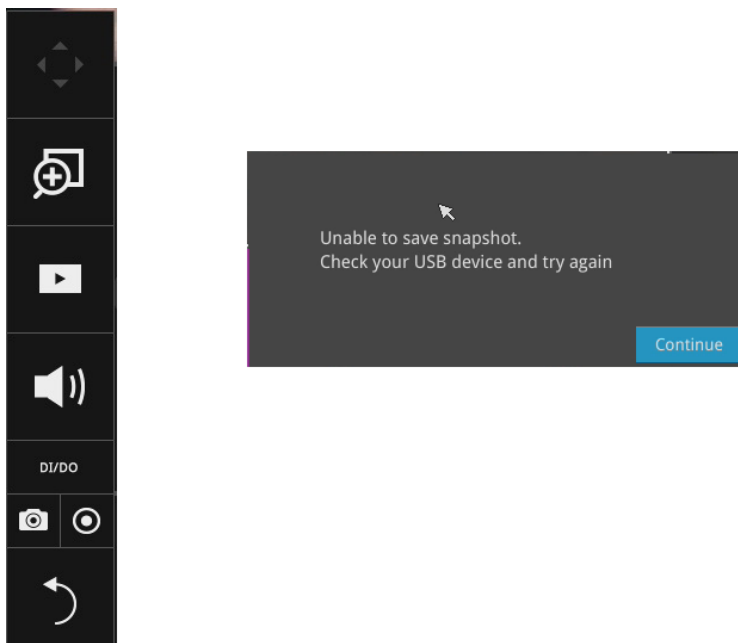 DI/DO
Unable to save snapshot.
Check your USB device and try again
Continue